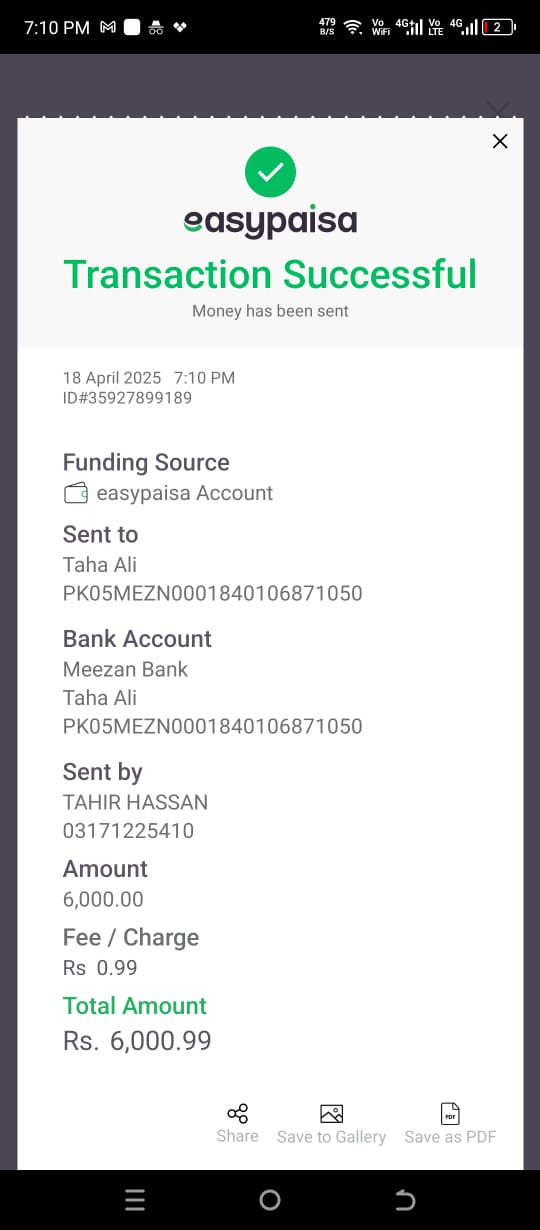 7:10 PM
479 B/S Vo WiFi 4G+ Vo LTE 4G 2
easypaisa
Transaction Successful
Money has been sent
18 April 2025 7:10 PM
ID#35927899189
Funding Source
easypaisa Account
Sent to
Taha Ali
PK05MEZN0001840106871050
Bank Account
Meezan Bank
Taha Ali
PK05MEZN0001840106871050
Sent by
TAHIR HASSAN
03171225410
Amount
6,000.00
Fee / Charge
Rs 0.99
Total Amount
Rs. 6,000.99
PDF
Share Save to Gallery Save as PDF